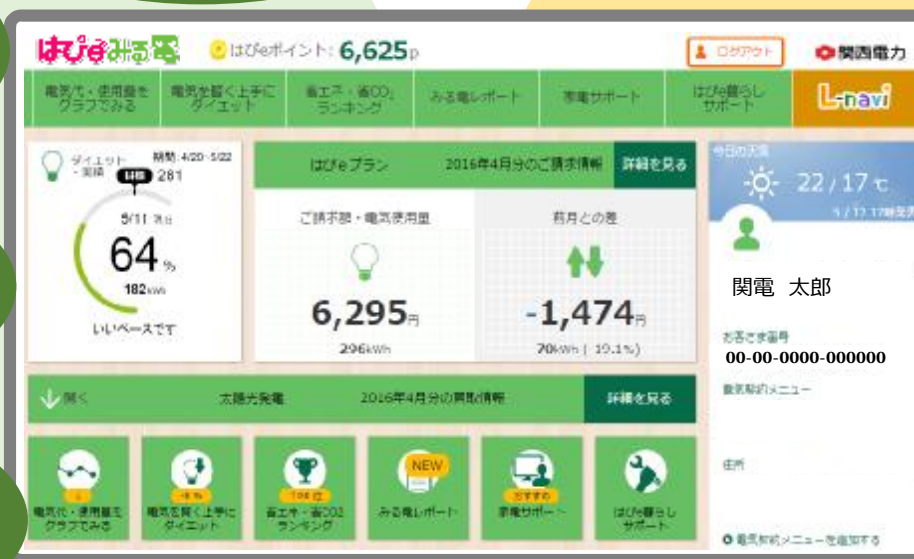 はぴeみる電
はぴeポイント: 6,625p
ログアウト
関西電力
電気代・使用量を
グラフでみる
電気を賢く上手に
ダイエット
省エネ・省CO₂
ランキング
みる電レポート
家電サポート
はぴe暮らし
サポート
L-navi
ダイエット
・実績
期間: 4/20~5/22
目標 281
5/11 現在
64%
182kWh
いいペースです
はぴeプラン
2016年4月分のご請求情報
詳細を見る
ご請求額・電気使用量
6,295円
296kWh
前月との差
-1,474円
70kWh (-19.1%)
今日の天気
22/17℃
関電 太郎
お客さま番号
00-00-0000-000000
電気契約メニュー
住所
電気契約メニューを追加する
開く
太陽光発電
2016年4月分の買取情報
詳細を見る
電気代・使用量を
グラフでみる
電気を賢く上手に
ダイエット
省エネ・省CO2
ランキング
NEW
みる電レポート
おすすめ
家電サポート
はぴe暮らし
サポート